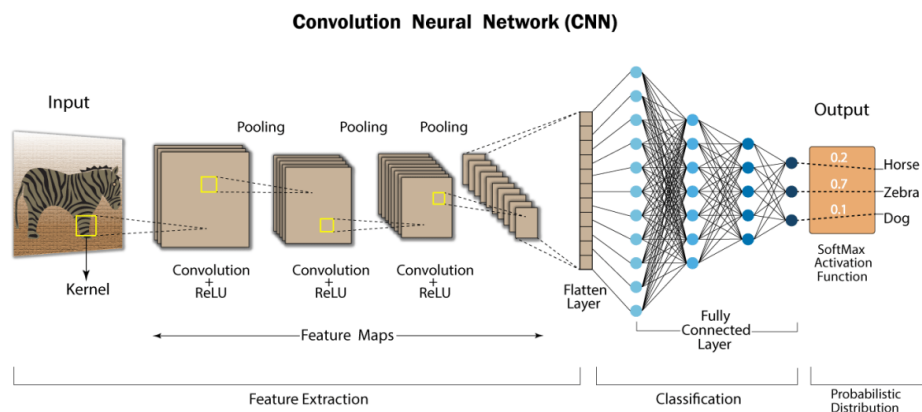 Convolution Neural Network (CNN)
Input
Output
Pooling
Pooling
Pooling
0.2
Horse
0.7
Zebra
0.1
Dog
SoftMax
Activation
Function
Kernel
Convolution
+
ReLU
Convolution
+
ReLU
Convolution
+
ReLU
Flatten
Layer
Fully
Connected
Layer
Feature Maps
Feature Extraction
Classification
Probabilistic
Distribution